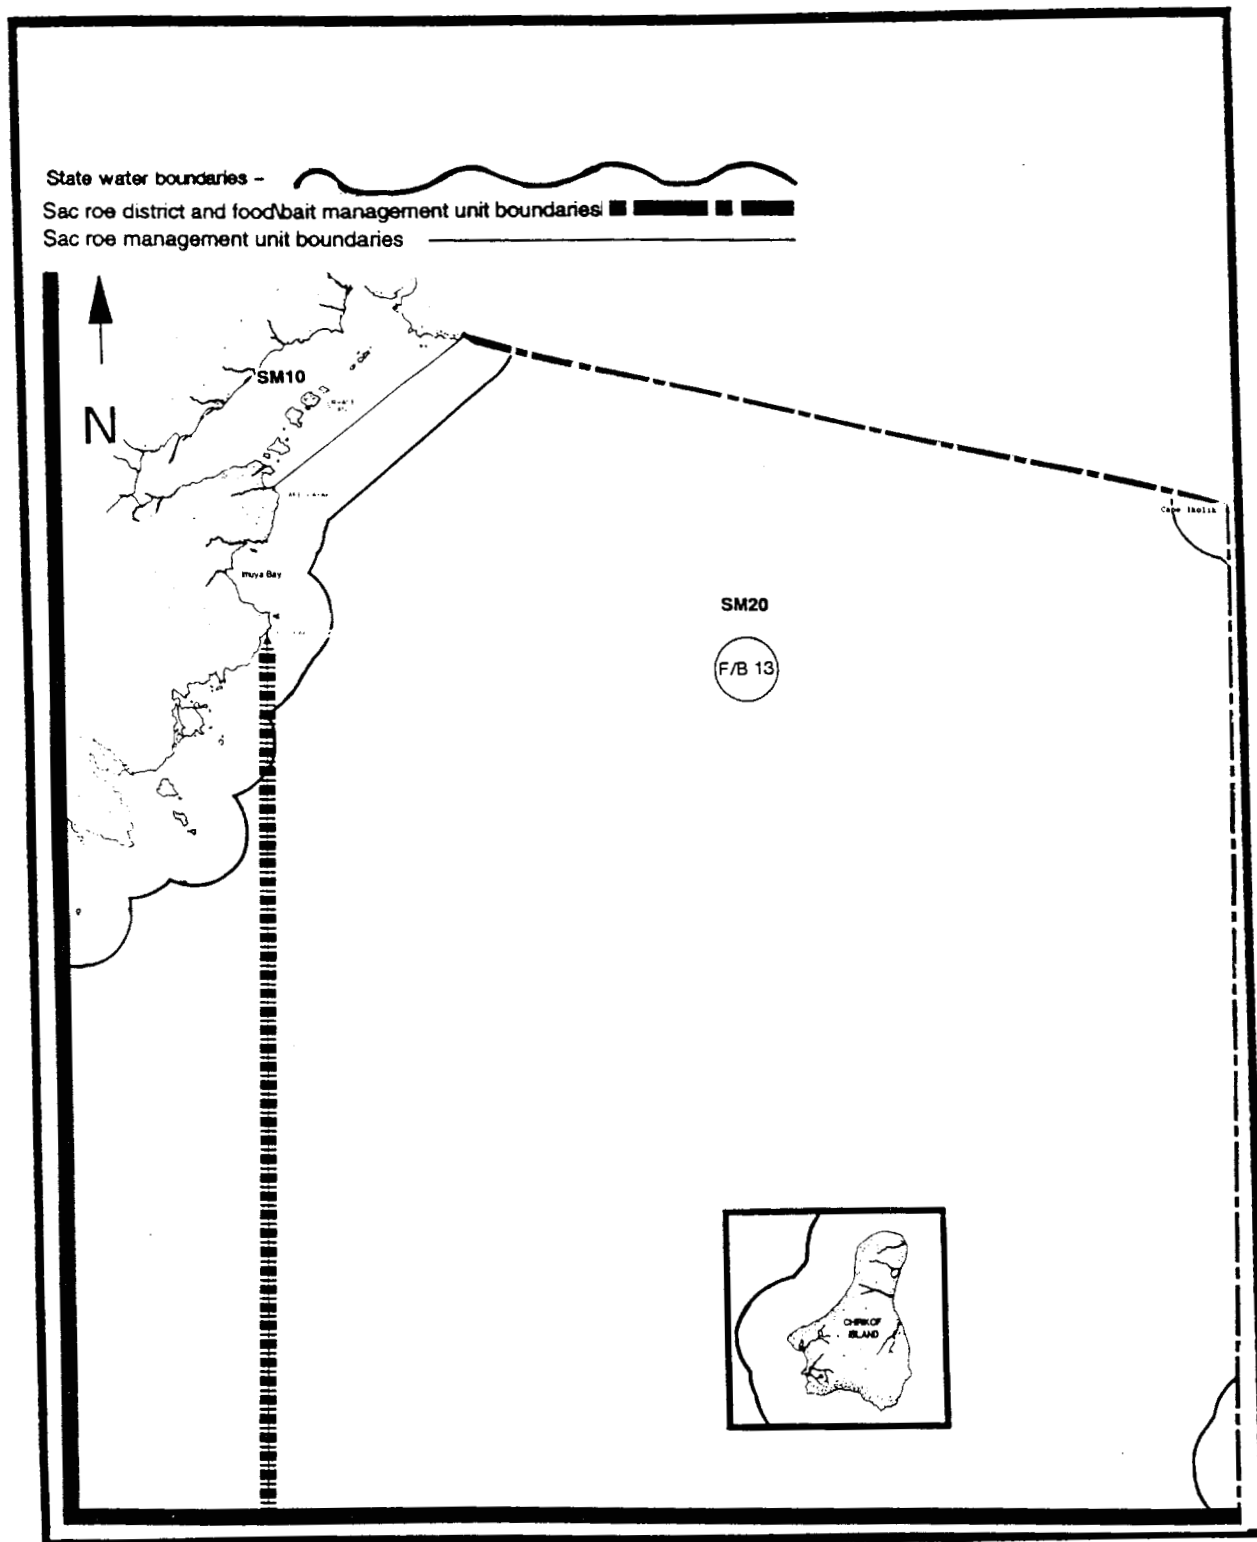 State water boundaries -
Sac roe district and food\bait management unit boundaries
Sac roe management unit boundaries
SM10
N
Cape Ikolik
Imuya Bay
SM20
F/B 13
CHIRIKOF
ISLAND